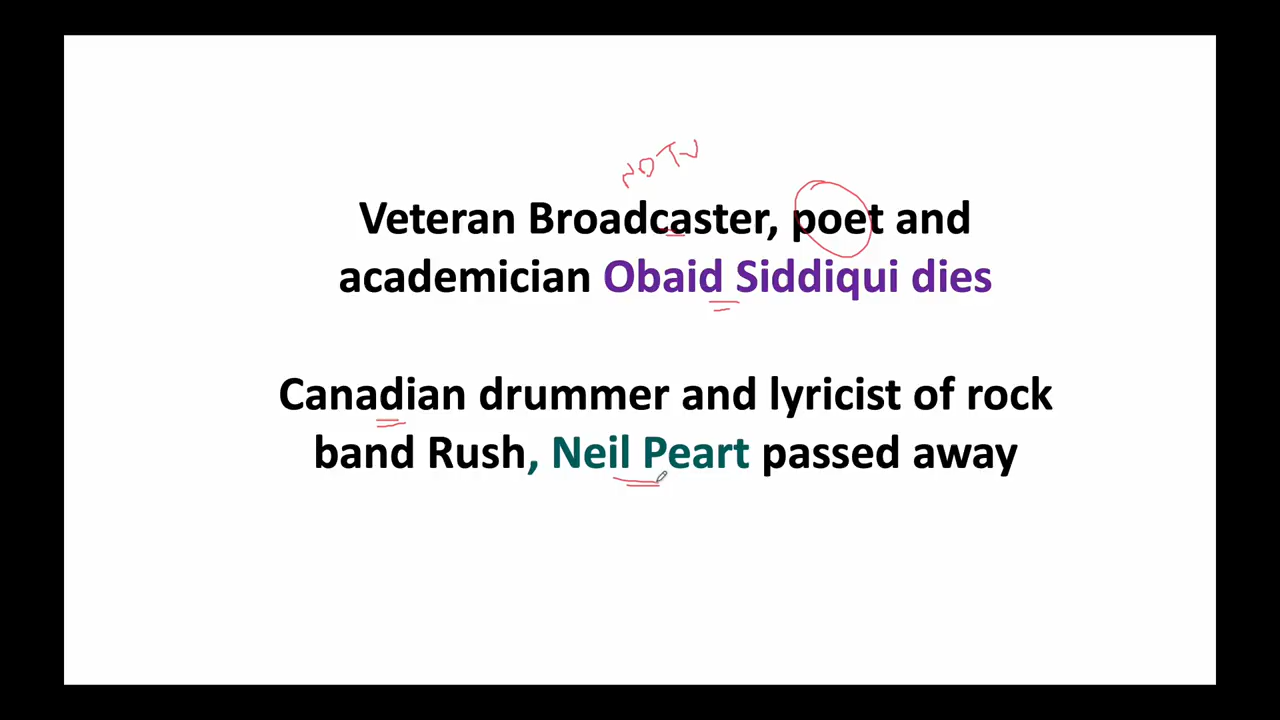 NDTV
Veteran Broadcaster, poet and
academician Obaid Siddiqui dies
Canadian drummer and lyricist of rock
band Rush, Neil Peart passed away